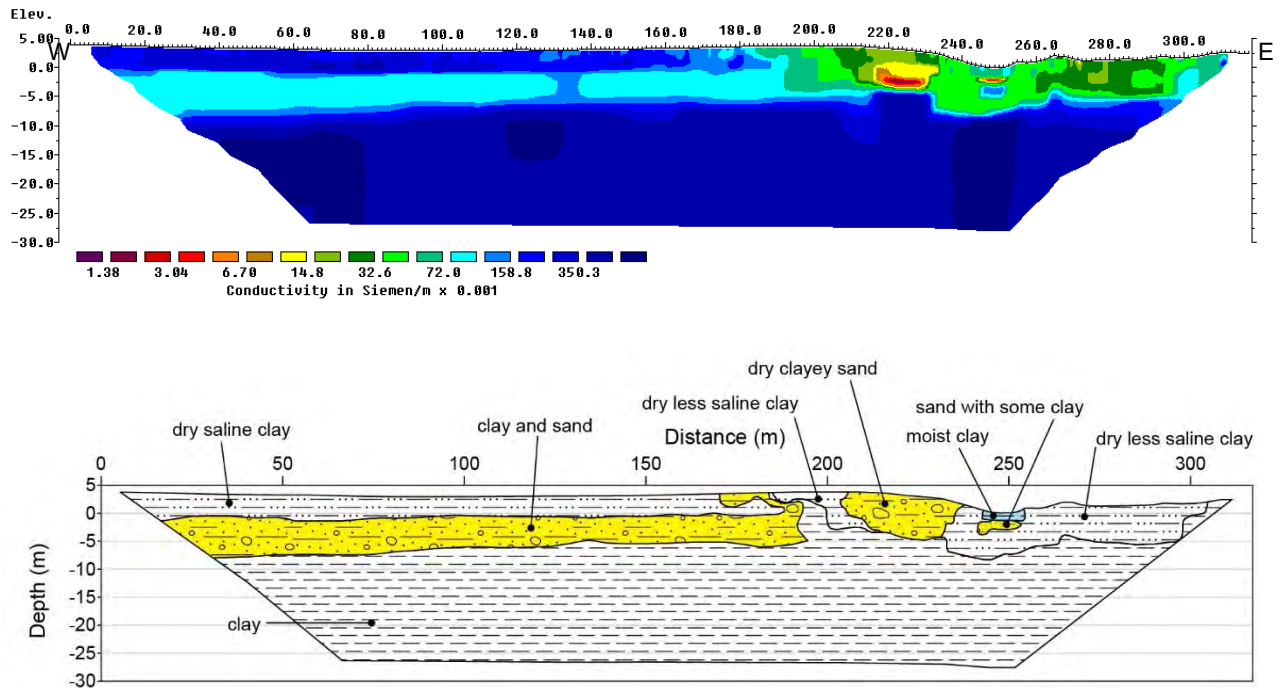 Elev.
0.0 20.0 40.0 60.0 80.0 100.0 120.0 140.0 160.0 180.0 200.0 220.0 240.0 260.0 280.0 300.0
5.00
W
E
0.0
-5.0
-10.0
-15.0
-20.0
-25.0
-30.0
1.38 3.04 6.70 14.8 32.6 72.0 158.8 350.3
Conductivity in Siemen/m x 0.001
dry clayey sand
dry less saline clay
sand with some clay
dry saline clay
clay and sand
Distance (m)
moist clay
dry less saline clay
0 50 100 150 200 250 300
5
0
-5
-10
-15
-20
-25
-30
Depth (m)
clay